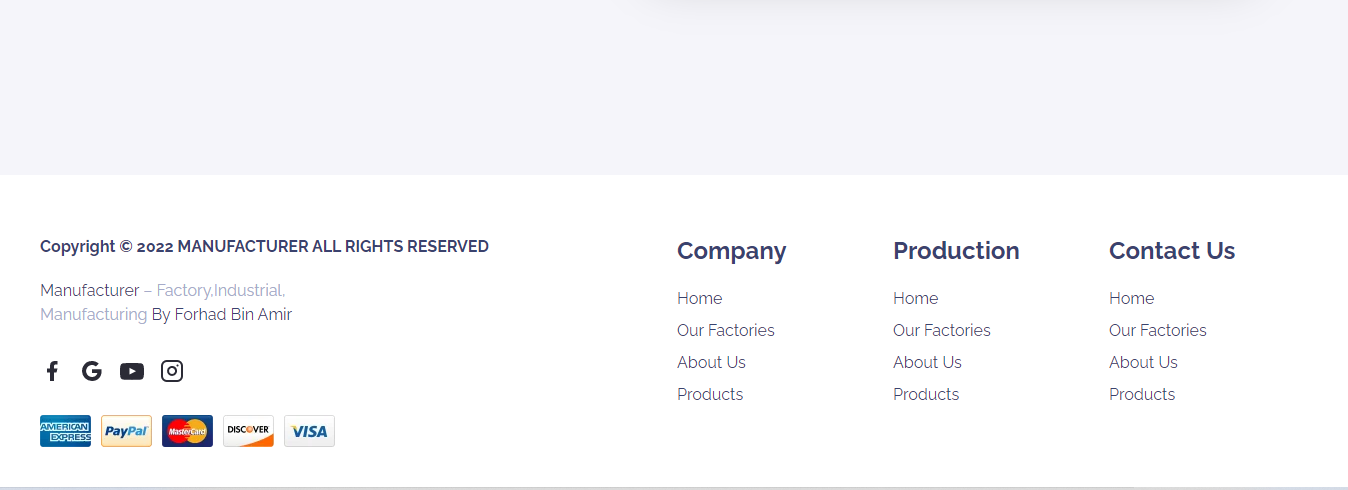 Copyright © 2022 MANUFACTURER ALL RIGHTS RESERVED
Manufacturer – Factory,Industrial,
Manufacturing By Forhad Bin Amir
AMERICAN
EXPRESS
PayPal
MasterCard
DISCOVER
VISA
Company
Home
Our Factories
About Us
Products
Production
Home
Our Factories
About Us
Products
Contact Us
Home
Our Factories
About Us
Products